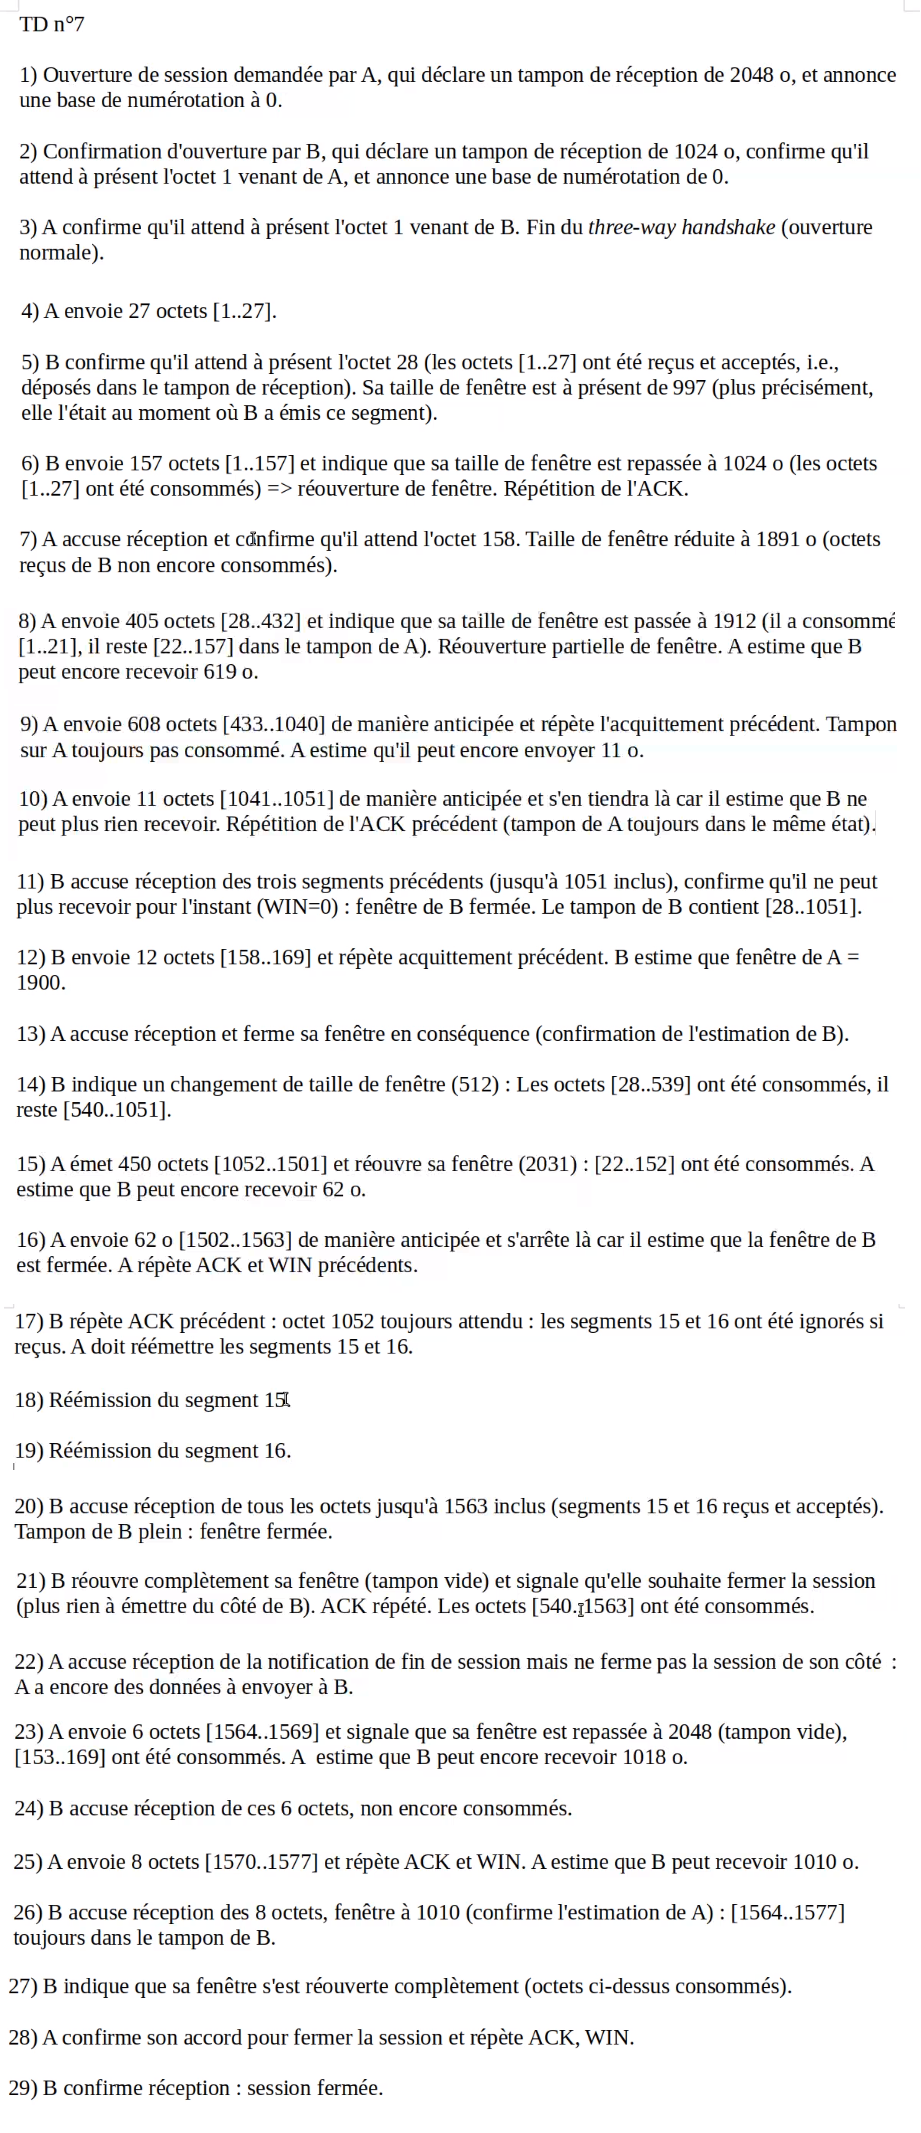 TD n°7
1) Ouverture de session demandée par A, qui déclare un tampon de réception de 2048 o, et annonce
une base de numérotation à 0.
2) Confirmation d'ouverture par B, qui déclare un tampon de réception de 1024 o, confirme qu'il
attend à présent l'octet 1 venant de A, et annonce une base de numérotation de 0.
3) A confirme qu'il attend à présent l'octet 1 venant de B. Fin du three-way handshake (ouverture
normale).
4) A envoie 27 octets [1..27].
5) B confirme qu'il attend à présent l'octet 28 (les octets [1..27] ont été reçus et acceptés, i.e.,
déposés dans le tampon de réception). Sa taille de fenêtre est à présent de 997 (plus précisément,
elle l'était au moment où B a émis ce segment).
6) B envoie 157 octets [1..157] et indique que sa taille de fenêtre est repassée à 1024 o (les octets
[1..27] ont été consommés) => réouverture de fenêtre. Répétition de l'ACK.
7) A accuse réception et confirme qu'il attend l'octet 158. Taille de fenêtre réduite à 1891 o (octets
reçus de B non encore consommés).
8) A envoie 405 octets [28..432] et indique que sa taille de fenêtre est passée à 1912 (il a consommé
[1..21], il reste [22..157] dans le tampon de A). Réouverture partielle de fenêtre. A estime que B
peut encore recevoir 619 o.
9) A envoie 608 octets [433..1040] de manière anticipée et répète l'acquittement précédent. Tampon
sur A toujours pas consommé. A estime qu'il peut encore envoyer 11 o.
10) A envoie 11 octets [1041..1051] de manière anticipée et s'en tiendra là car il estime que B ne
peut plus rien recevoir. Répétition de l'ACK précédent (tampon de A toujours dans le même état).
11) B accuse réception des trois segments précédents (jusqu'à 1051 inclus), confirme qu'il ne peut
plus recevoir pour l'instant (WIN=0) : fenêtre de B fermée. Le tampon de B contient [28..1051].
12) B envoie 12 octets [158..169] et répète acquittement précédent. B estime que fenêtre de A =
1900.
13) A accuse réception et ferme sa fenêtre en conséquence (confirmation de l'estimation de B).
14) B indique un changement de taille de fenêtre (512) : Les octets [28..539] ont été consommés, il
reste [540..1051].
15) A émet 450 octets [1052..1501] et réouvre sa fenêtre (2031) : [22..152] ont été consommés. A
estime que B peut encore recevoir 62 o.
16) A envoie 62 o [1502..1563] de manière anticipée et s'arrête là car il estime que la fenêtre de B
est fermée. A répète ACK et WIN précédents.
17) B répète ACK précédent : octet 1052 toujours attendu : les segments 15 et 16 ont été ignorés si
reçus. A doit réémettre les segments 15 et 16.
18) Réémission du segment 15.
19) Réémission du segment 16.
20) B accuse réception de tous les octets jusqu'à 1563 inclus (segments 15 et 16 reçus et acceptés).
Tampon de B plein : fenêtre fermée.
21) B réouvre complètement sa fenêtre (tampon vide) et signale qu'elle souhaite fermer la session
(plus rien à émettre du côté de B). ACK répété. Les octets [540..1563] ont été consommés.
22) A accuse réception de la notification de fin de session mais ne ferme pas la session de son côté :
A a encore des données à envoyer à B.
23) A envoie 6 octets [1564..1569] et signale que sa fenêtre est repassée à 2048 (tampon vide),
[153..169] ont été consommés. A estime que B peut encore recevoir 1018 o.
24) B accuse réception de ces 6 octets, non encore consommés.
25) A envoie 8 octets [1570..1577] et répète ACK et WIN. A estime que B peut recevoir 1010 o.
26) B accuse réception des 8 octets, fenêtre à 1010 (confirme l'estimation de A) : [1564..1577]
toujours dans le tampon de B.
27) B indique que sa fenêtre s'est réouverte complètement (octets ci-dessus consommés).
28) A confirme son accord pour fermer la session et répète ACK, WIN.
29) B confirme réception : session fermée.